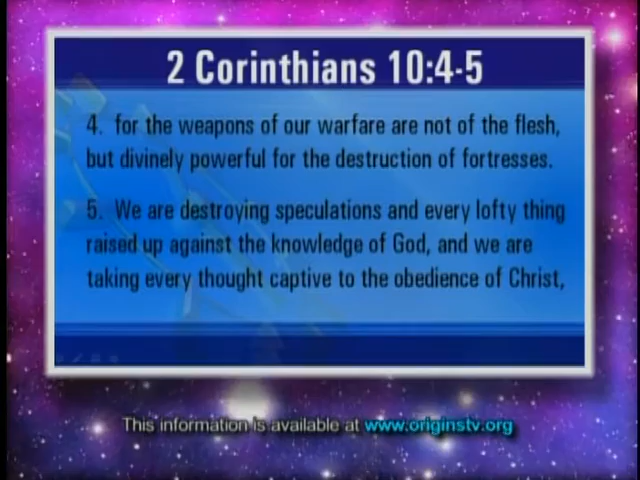 2 Corinthians 10:4-5
4. for the weapons of our warfare are not of the flesh,
but divinely powerful for the destruction of fortresses.
5. We are destroying speculations and every lofty thing
raised up against the knowledge of God, and we are
taking every thought captive to the obedience of Christ,
This information is available at www.originstv.org